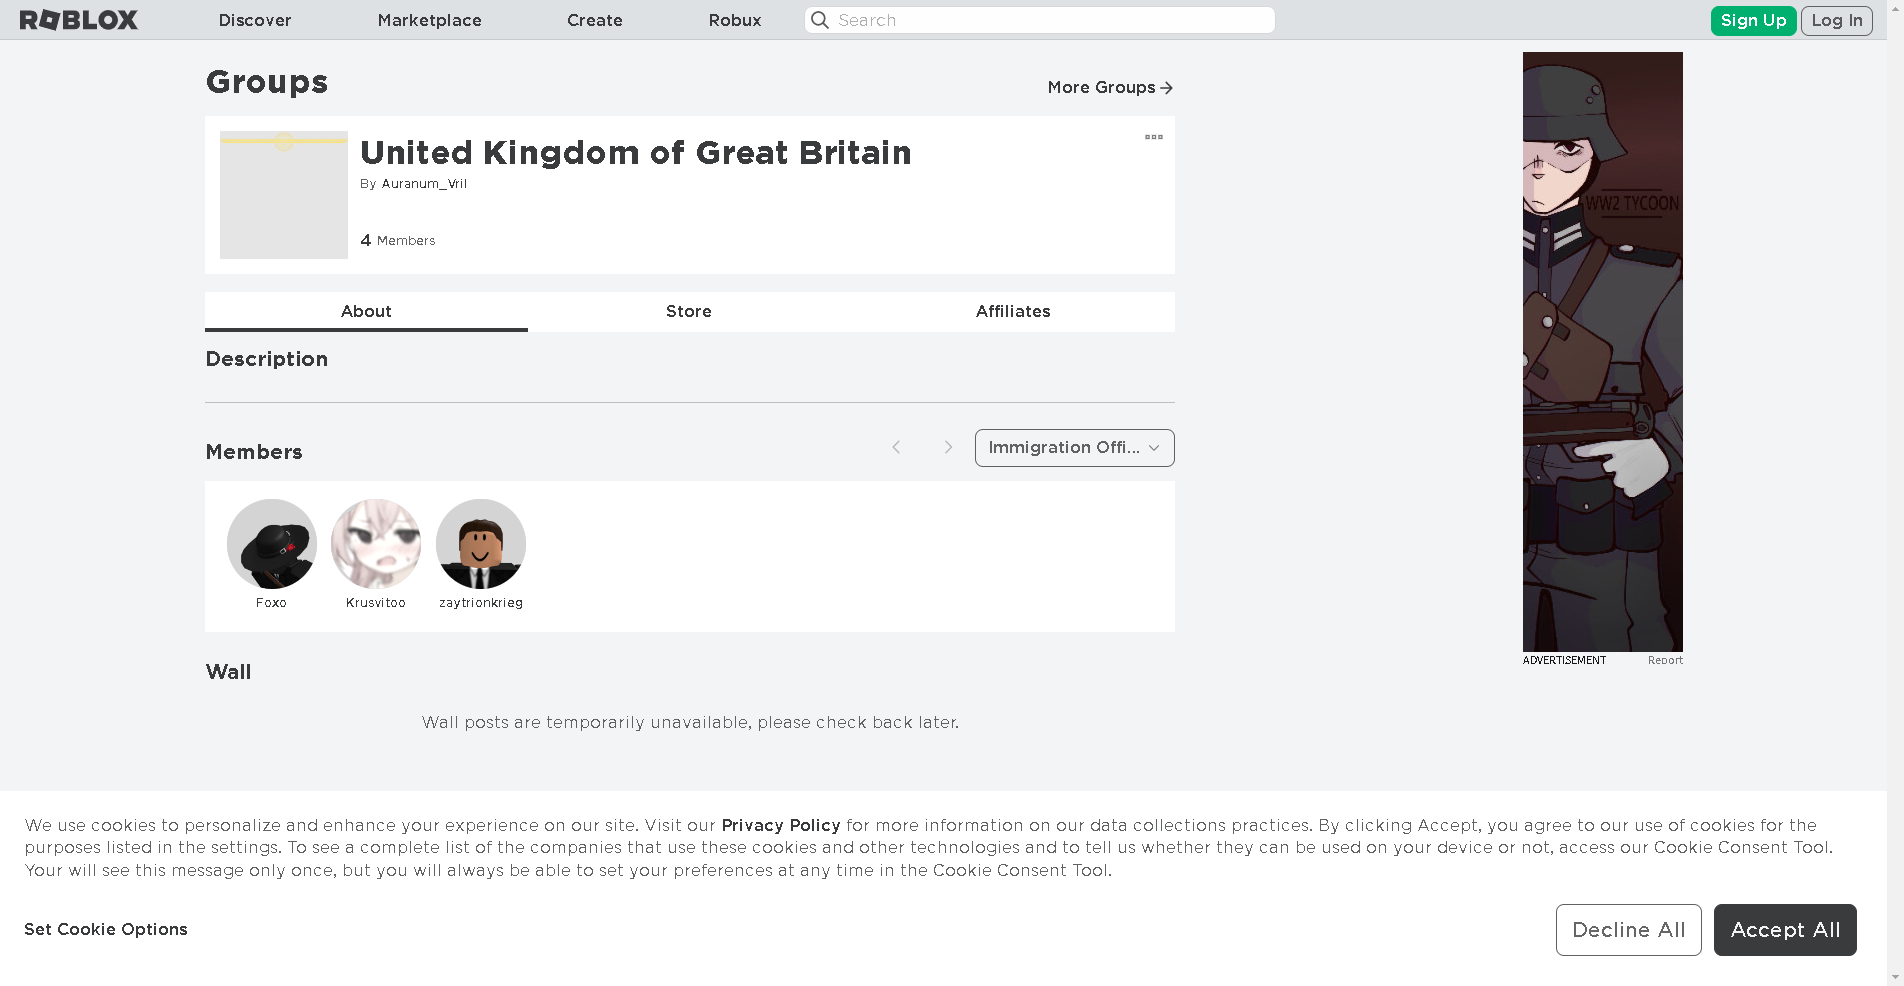 ROBLOX
Discover
Marketplace
Create
Robux
Search
Sign Up
Log In
Groups
More Groups
United Kingdom of Great Britain
By Auranum_Vril
4 Members
About
Store
Affiliates
Description
Members
Immigration Offi...
Foxo
Krusvitoo
zaytrionkrieg
Wall
Wall posts are temporarily unavailable, please check back later.
WW2 TYCOON
ADVERTISEMENT
Report
We use cookies to personalize and enhance your experience on our site. Visit our Privacy Policy for more information on our data collections practices. By clicking Accept, you agree to our use of cookies for the
purposes listed in the settings. To see a complete list of the companies that use these cookies and other technologies and to tell us whether they can be used on your device or not, access our Cookie Consent Tool.
Your will see this message only once, but you will always be able to set your preferences at any time in the Cookie Consent Tool.
Set Cookie Options
Decline All
Accept All